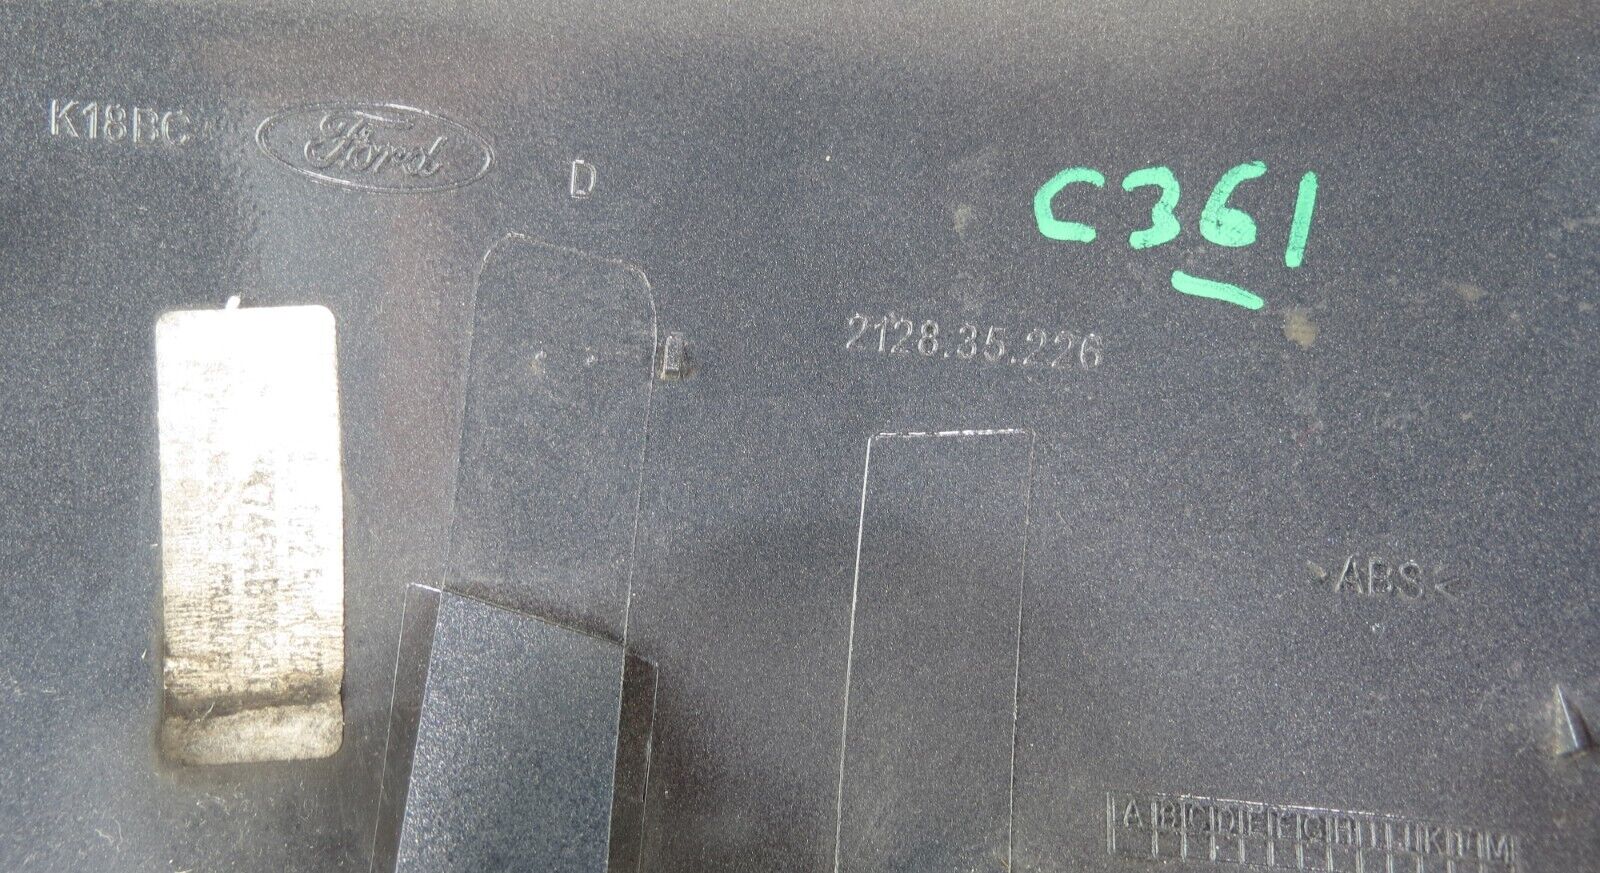 K18BC
Ford
D
C361
2128.35.226
>ABS<
A B C D E F G H I J K L M